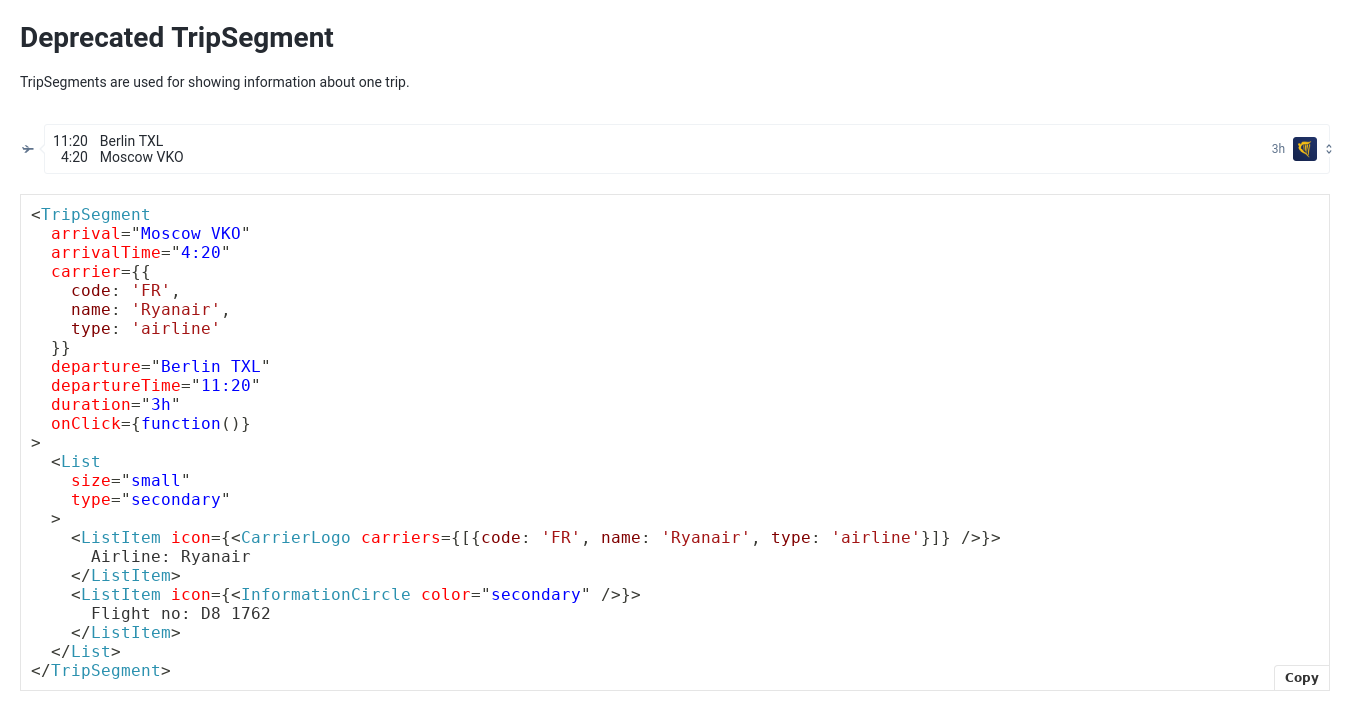 Deprecated TripSegment
TripSegments are used for showing information about one trip.
11:20 Berlin TXL
4:20 Moscow VKO
3h
<TripSegment
  arrival="Moscow VKO"
  arrivalTime="4:20"
  carrier={{
    code: 'FR',
    name: 'Ryanair',
    type: 'airline'
  }}
  departure="Berlin TXL"
  departureTime="11:20"
  duration="3h"
  onClick={function()}
>
  <List
    size="small"
    type="secondary"
  >
    <ListItem icon={<CarrierLogo carriers={[{code: 'FR', name: 'Ryanair', type: 'airline'}]} />}>
      Airline: Ryanair
    </ListItem>
    <ListItem icon={<InformationCircle color="secondary" />}>
      Flight no: D8 1762
    </ListItem>
  </List>
</TripSegment>
Copy